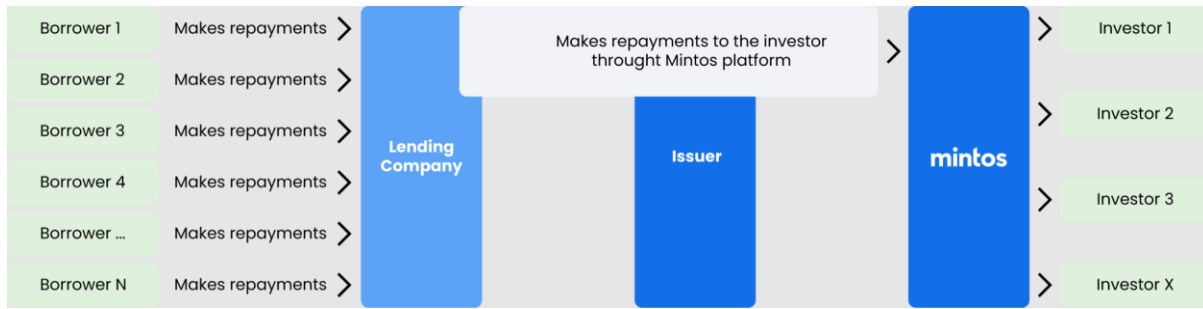 Borrower 1
Makes repayments
Borrower 2
Makes repayments
Borrower 3
Makes repayments
Borrower 4
Makes repayments
Borrower ...
Makes repayments
Borrower N
Makes repayments
Lending
Company
Makes repayments to the investor
throught Mintos platform
Issuer
mintos
Investor 1
Investor 2
Investor 3
Investor X